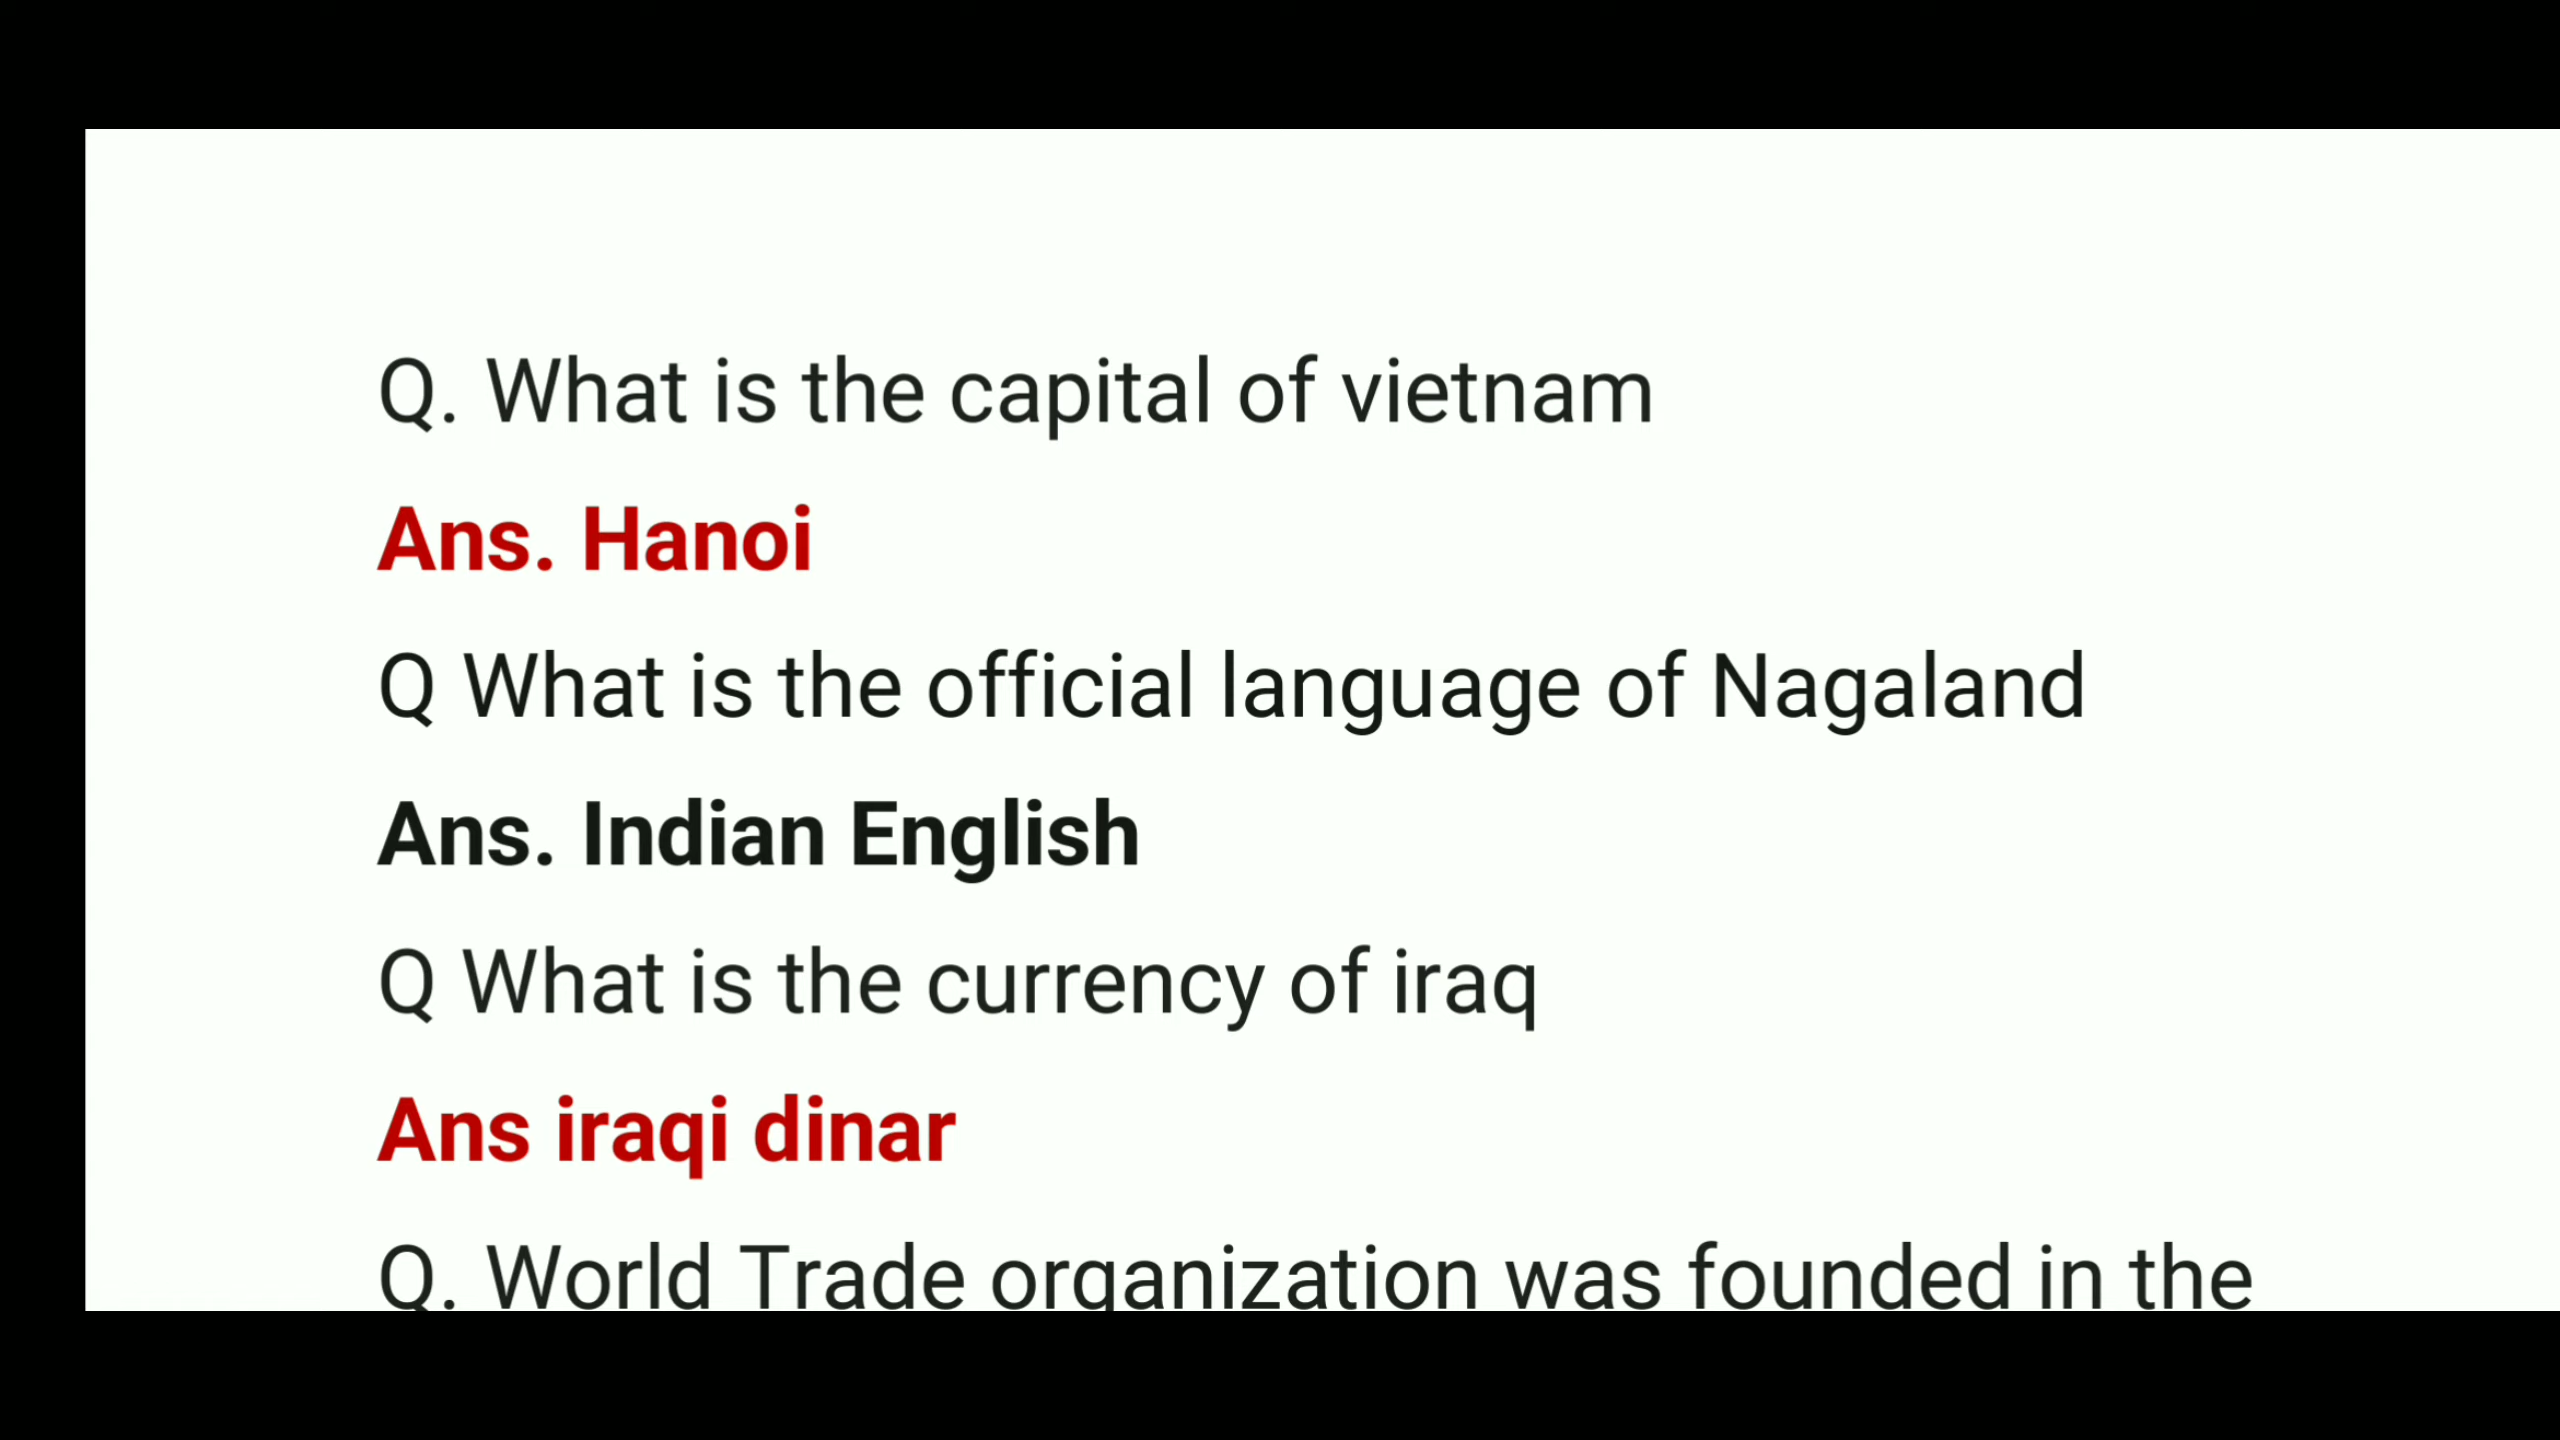 Q. What is the capital of vietnam
Ans. Hanoi
Q What is the official language of Nagaland
Ans. Indian English
Q What is the currency of iraq
Ans iraqi dinar
Q. World Trade organization was founded in the